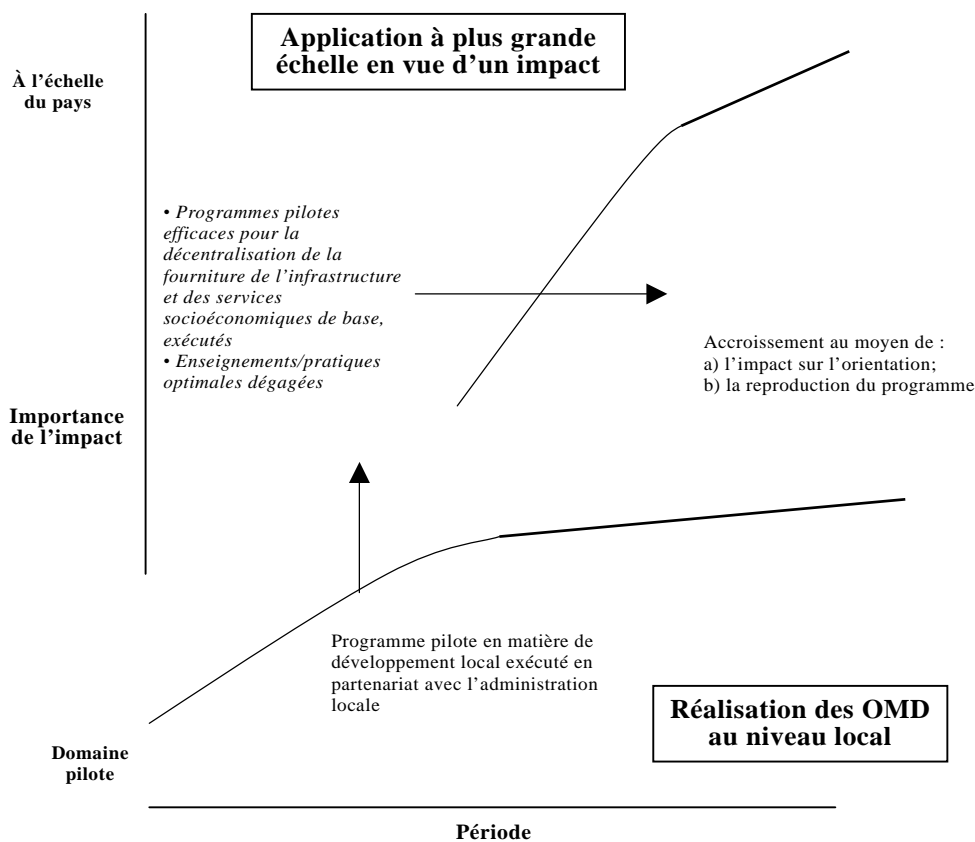 Application à plus grande
échelle en vue d'un impact
À l'échelle
du pays
• Programmes pilotes
efficaces pour la
décentralisation de la
fourniture de l'infrastructure
et des services
socioéconomiques de base,
exécutés
• Enseignements/pratiques
optimales dégagées
Accroissement au moyen de :
a) l'impact sur l'orientation;
b) la reproduction du programme
Importance
de l'impact
Programme pilote en matière de
développement local exécuté en
partenariat avec l'administration
locale
Réalisation des OMD
au niveau local
Domaine
pilote
Période